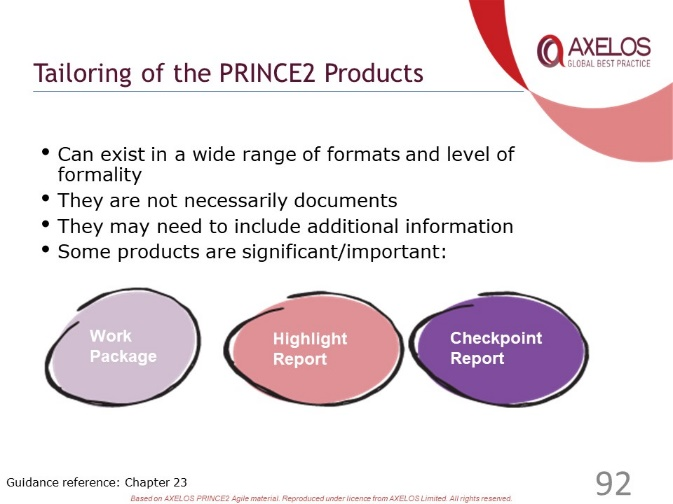 AXELOS
GLOBAL BEST PRACTICE
Tailoring of the PRINCE2 Products
• Can exist in a wide range of formats and level of
formality
• They are not necessarily documents
• They may need to include additional information
• Some products are significant/important:
Work
Package
Highlight
Report
Checkpoint
Report
Guidance reference: Chapter 23
92
Based on AXELOS PRINCE2 Agile material. Reproduced under licence from AXELOS Limited. All rights reserved.